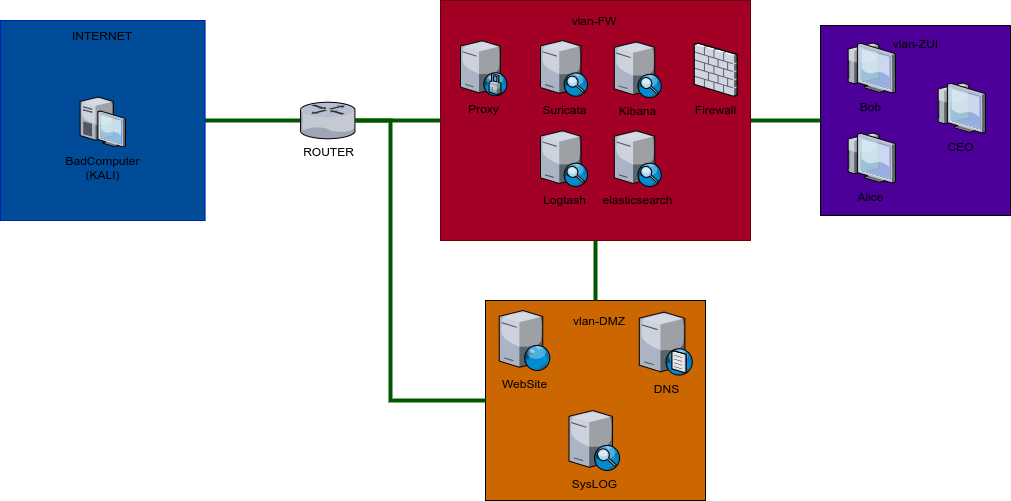 INTERNET
BadComputer
(KALI)
ROUTER
vlan-FW
Proxy
Suricata
Kibana
Firewall
Logtash
elasticsearch
vlan-ZUI
Bob
CEO
Alice
vlan-DMZ
WebSite
DNS
SysLOG